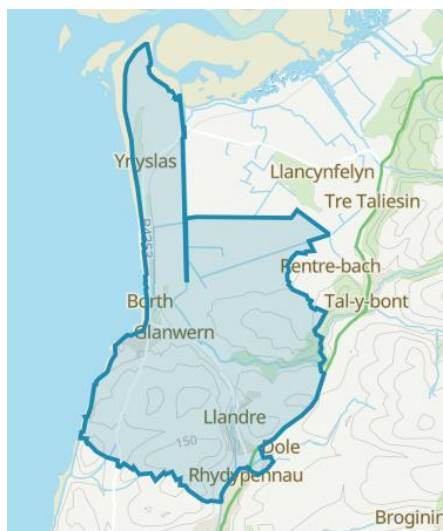 Ynyslas
Llancynfelyn
Tre Taliesin
B4353
Pentre-bach
Borth
Tal-y-bont
Glanwern
Llandre
150
Dole
Rhydypennau
Broginin